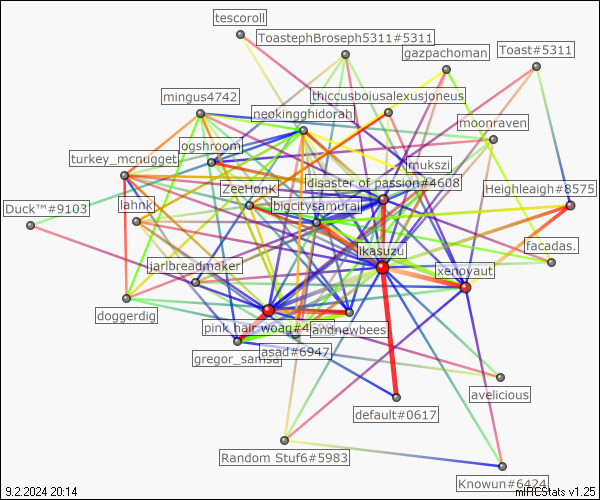 tescoroll
ToastephBroseph5311#5311
gazpachoman
Toast#5311
thiccusboiusalexusjoneus
mingus4742
neokingghidorah
moonraven
ogshroom
turkey_mcnugget
mukszi
disaster of passion#4608
ZeeHonk
Heighleaigh#8575
bigcitysamurai
Duck™#9103
lahnk
ikasuzu
facadas.
jarlbreadmaker
xenoyaut
doggerdig
pink hair woag#4
andnewbees
asad#6947
gregor_samsa
avelicious
default#0617
Random Stuf6#5983
Knowun#6424
9.2.2024 20:14
mIRCStats v1.25